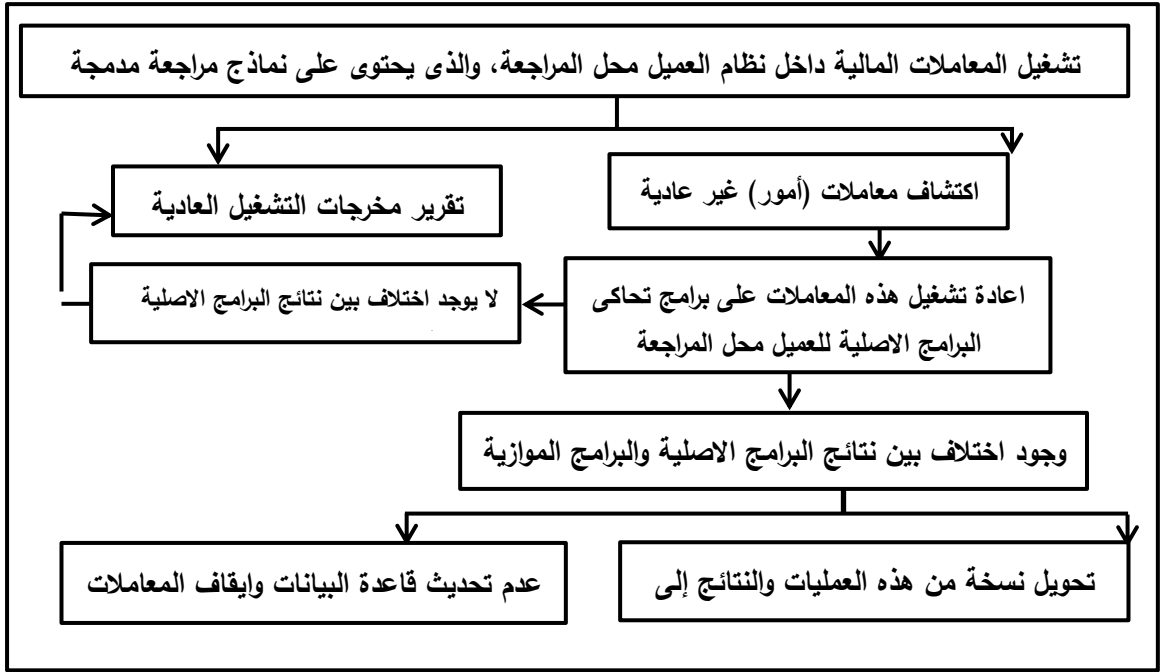 تشغيل المعاملات المالية داخل نظام العميل محل المراجعة، والذى يحتوى على نماذج مراجعة مدمجة
اكتشاف معاملات (أمور) غير عادية
تقرير مخرجات التشغيل العادية
اعادة تشغيل هذه المعاملات على برامج تحاكى
البرامج الاصلية للعميل محل المراجعة
لا يوجد اختلاف بين نتائج البرامج الاصلية
وجود اختلاف بين نتائج البرامج الاصلية والبرامج الموازية
تحويل نسخة من هذه العمليات والنتائج إلى
عدم تحديث قاعدة البيانات وايقاف المعاملات